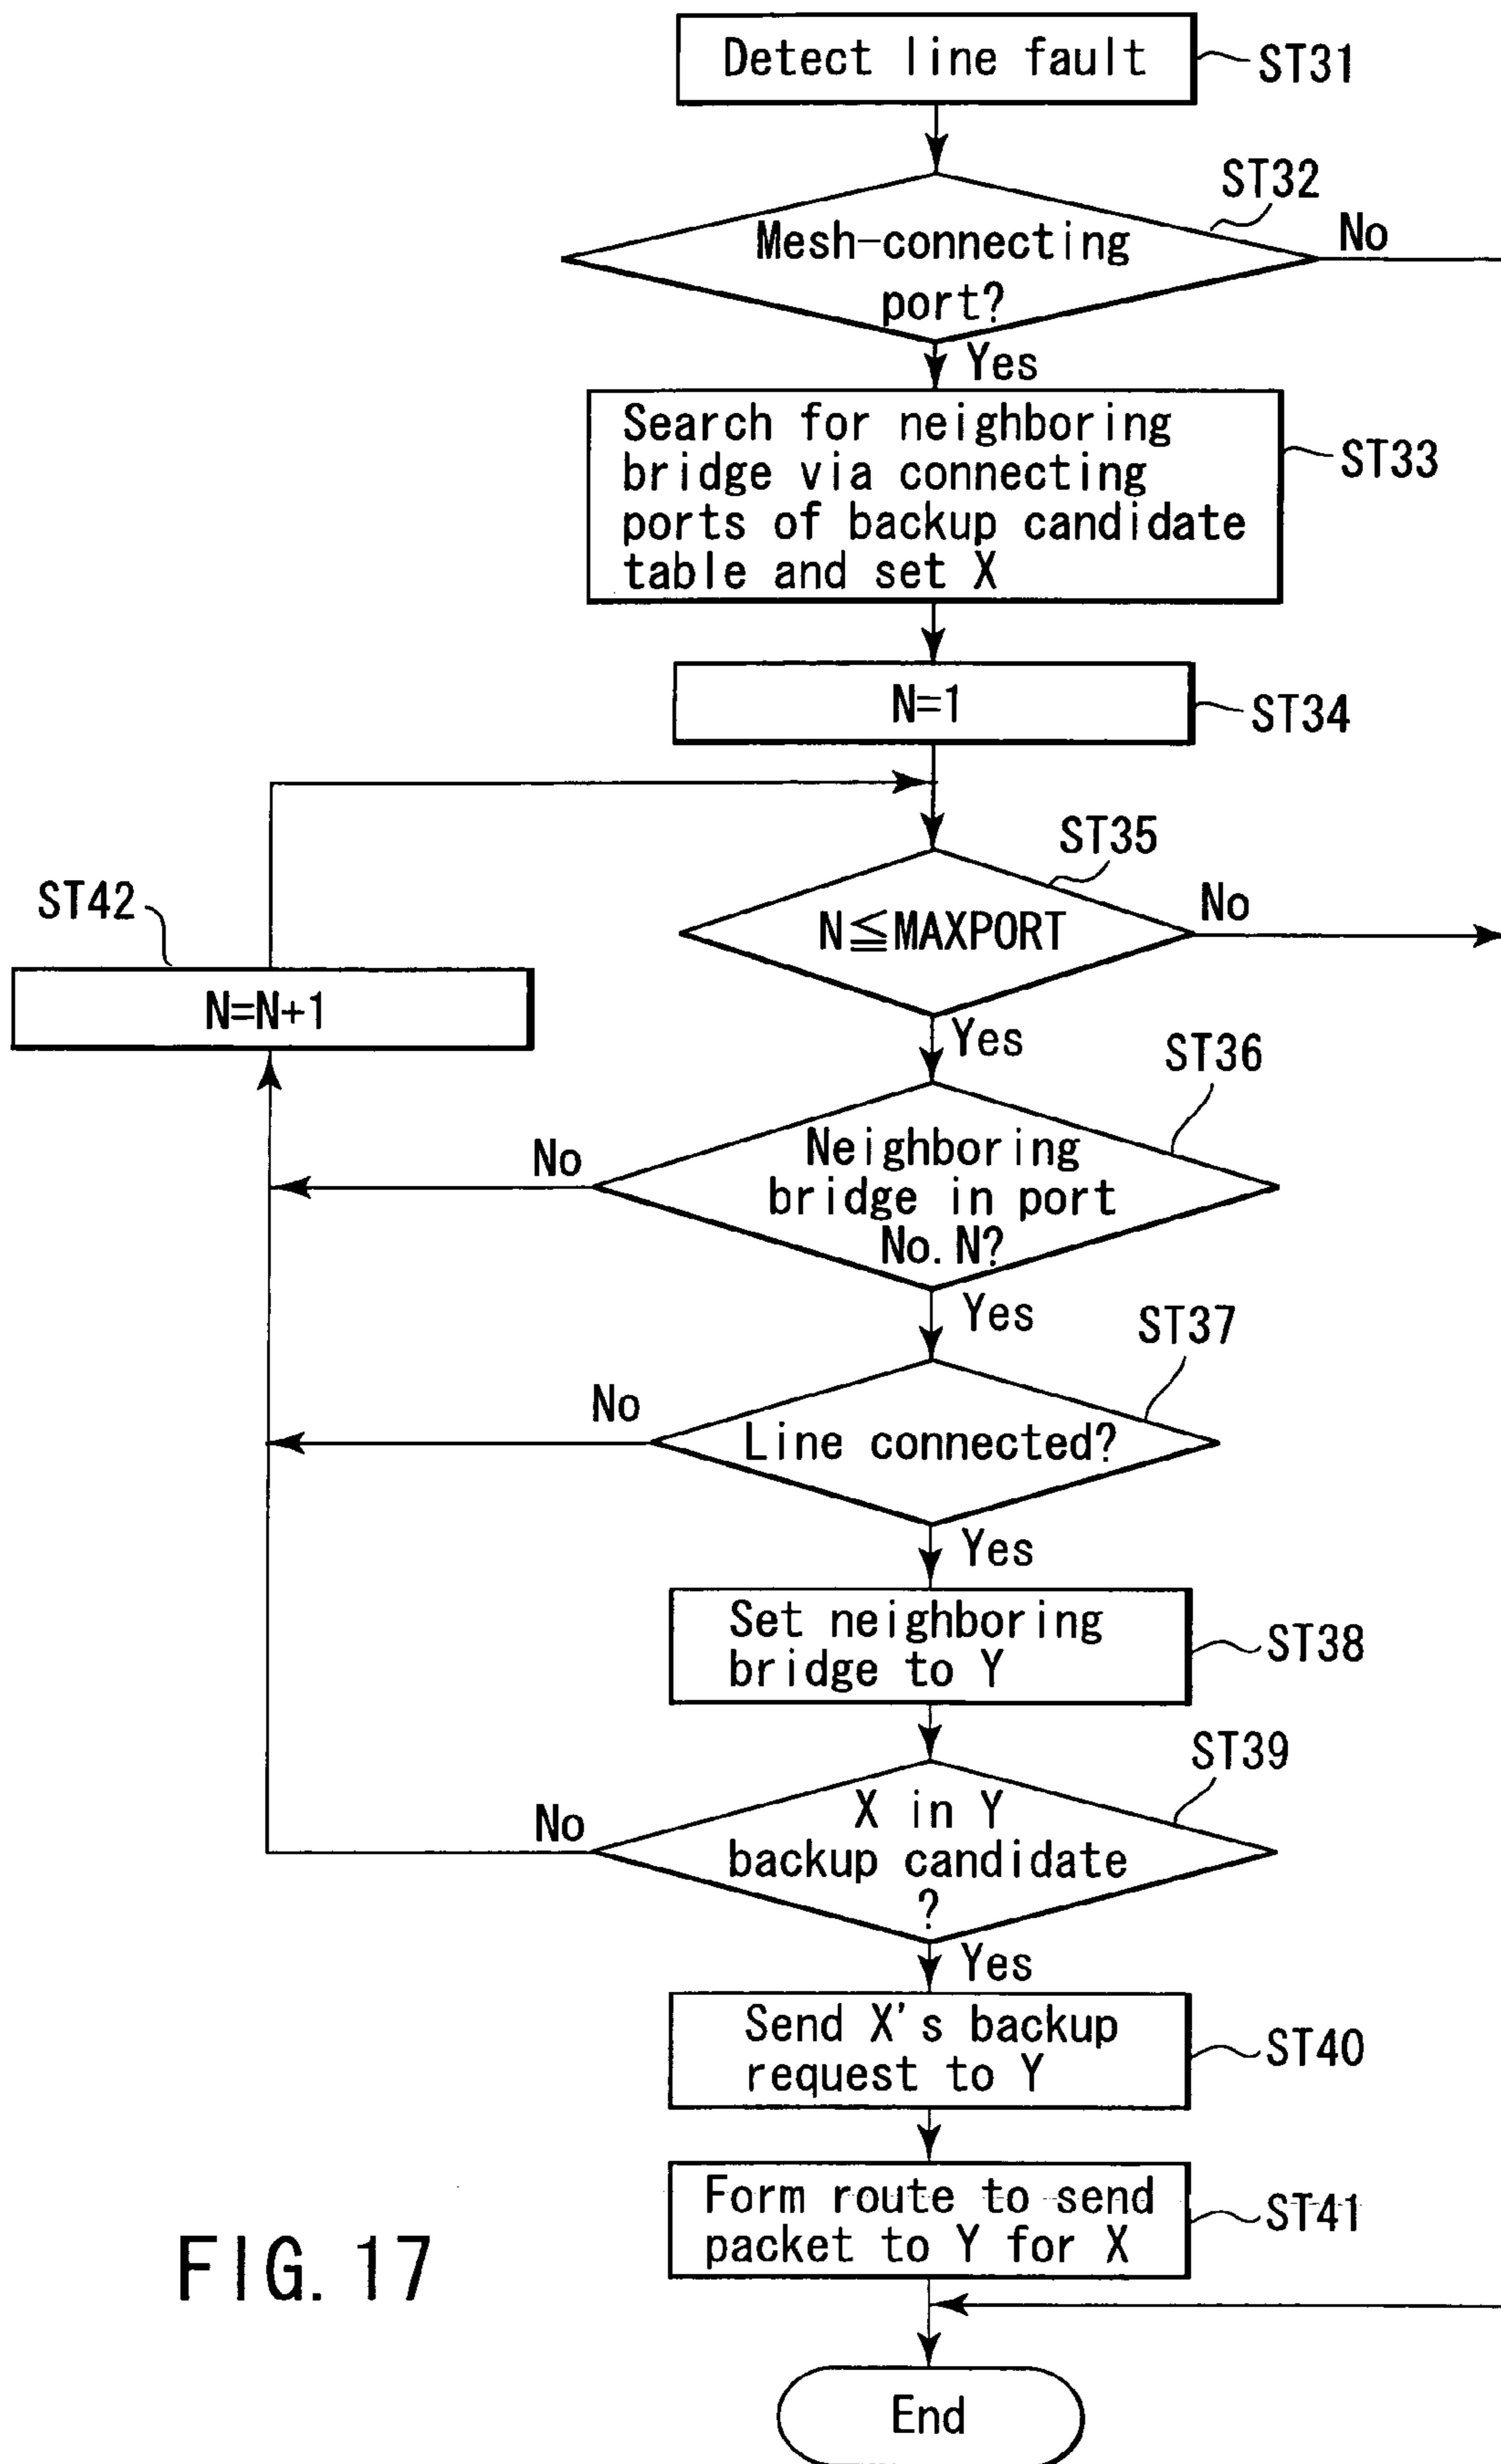 Detect line fault
ST31
ST32
Mesh-connecting
port?
No
Yes
Search for neighboring
bridge via connecting
ports of backup candidate
table and set X
ST33
N=1
ST34
ST35
N≦MAXPORT
No
ST42
N=N+1
Yes
ST36
Neighboring
bridge in port
No. N?
No
Yes
ST37
Line connected?
No
Yes
Set neighboring
bridge to Y
ST38
ST39
X in Y
backup candidate
?
No
Yes
Send X's backup
request to Y
ST40
Form route to send
packet to Y for X
ST41
End
FIG. 17